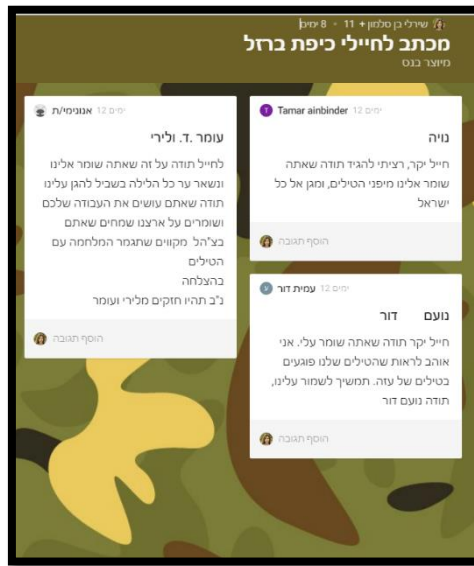 שירלי בן סלמון + 11 • 8 ימים
מכתב לחיילי כיפת ברזל
מיוצר בנס
Tamar ainbinder 12 ימים
נויה
חייל יקר, רציתי להגיד תודה שאתה
שומר אלינו מיפני הטילים, ומגן אל כל
ישראל
הוסף תגובה
עמית דור 12 ימים
נועם דור
חייל יקר תודה שאתה שומר עלי. אני
אוהב לראות שהטילים שלנו פוגעים
בטילים של עזה. תמשיך לשמור עלינו,
תודה נועם דור
הוסף תגובה
אנונימי/ת 12 ימים
עומר .ד. ולירי
לחייל תודה על זה שאתה שומר אלינו
ונשאר ער כל הלילה בשביל להגן עלינו
תודה שאתם עושים את העבודה שלכם
ושומרים על ארצנו שמחים שאתם
בצ"הל מקווים שתגמר המלחמה עם
הטילים
בהצלחה
נ"ב תהיו חזקים מלירי ועומר
הוסף תגובה